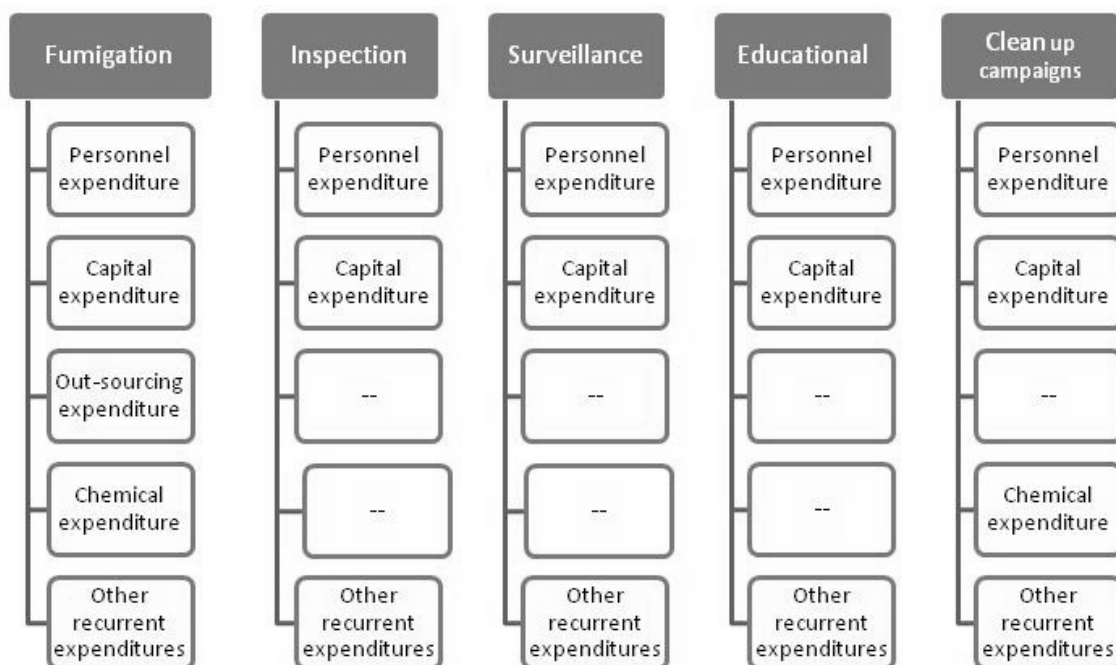 Fumigation
Personnel
expenditure
Capital
expenditure
Out-sourcing
expenditure
Chemical
expenditure
Other
recurrent
expenditures
Inspection
Personnel
expenditure
Capital
expenditure
--
--
Other
recurrent
expenditures
Surveillance
Personnel
expenditure
Capital
expenditure
--
--
Other
recurrent
expenditures
Educational
Personnel
expenditure
Capital
expenditure
--
--
Other
recurrent
expenditures
Clean up
campaigns
Personnel
expenditure
Capital
expenditure
--
Chemical
expenditure
Other
recurrent
expenditures